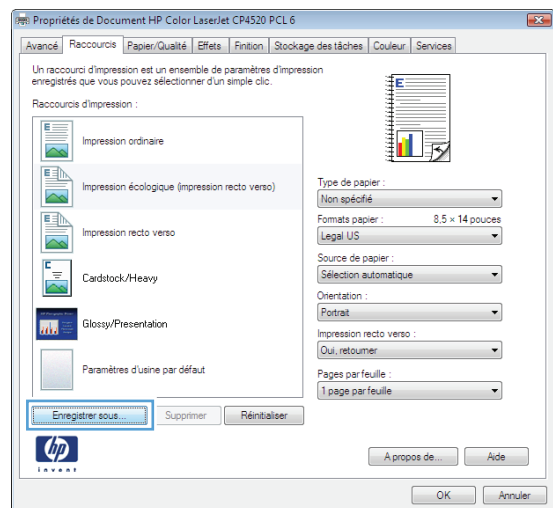 Propriétés de Document HP Color LaserJet CP4520 PCL 6
Avancé Raccourcis Papier/Qualité Effets Finition Stockage des tâches Couleur Services
Un raccourci d'impression est un ensemble de paramètres d'impression
enregistrés que vous pouvez sélectionner d'un simple clic.
Raccourcis d'impression :
Impression ordinaire
Impression écologique (impression recto verso)
Impression recto verso
Cardstock/Heavy
Glossy/Presentation
Paramètres d'usine par défaut
Enregistrer sous... Supprimer Réinitialiser
Type de papier :
Non spécifié
Formats papier : 8,5 × 14 pouces
Legal US
Source de papier :
Sélection automatique
Orientation :
Portrait
Impression recto verso :
Oui, retourner
Pages par feuille :
1 page par feuille
hp
invent
A propos de... Aide
OK Annuler